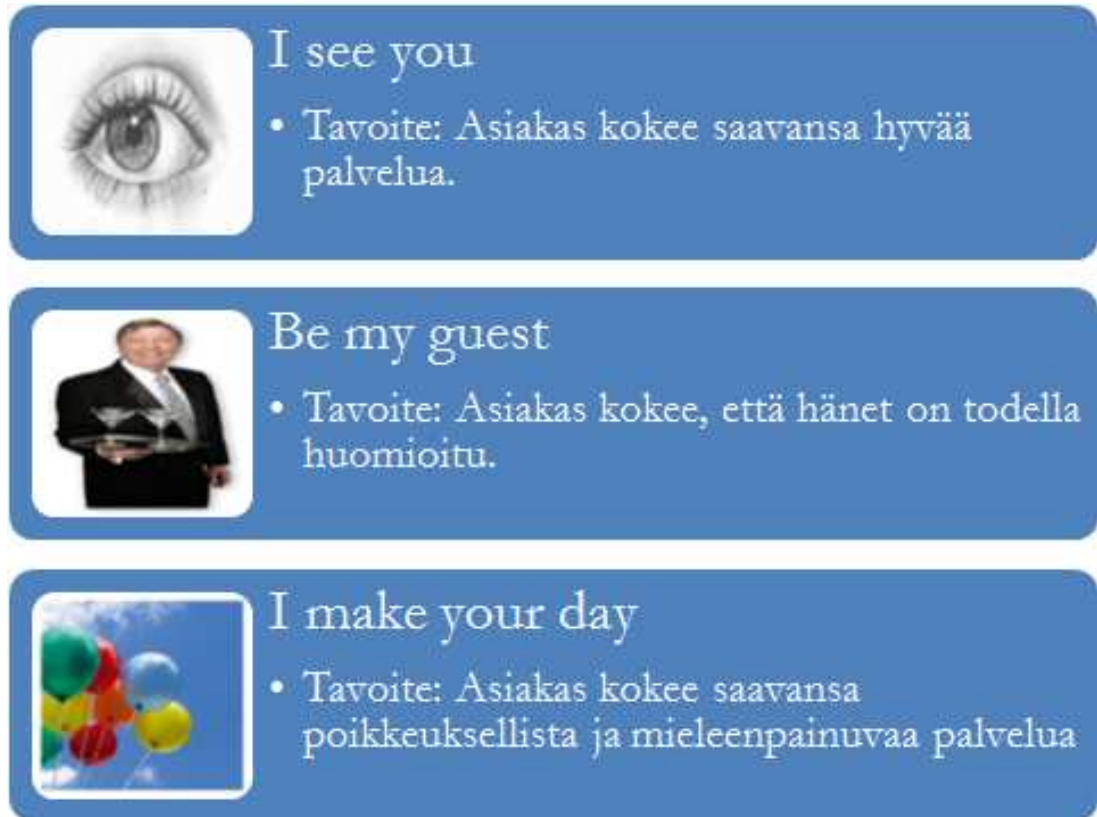 I see you
• Tavoite: Asiakas kokee saavansa hyvää
palvelua.
Be my guest
• Tavoite: Asiakas kokee, että hänet on todella
huomioitu.
I make your day
• Tavoite: Asiakas kokee saavansa
poikkeuksellista ja mieleenpainuvaa palvelua